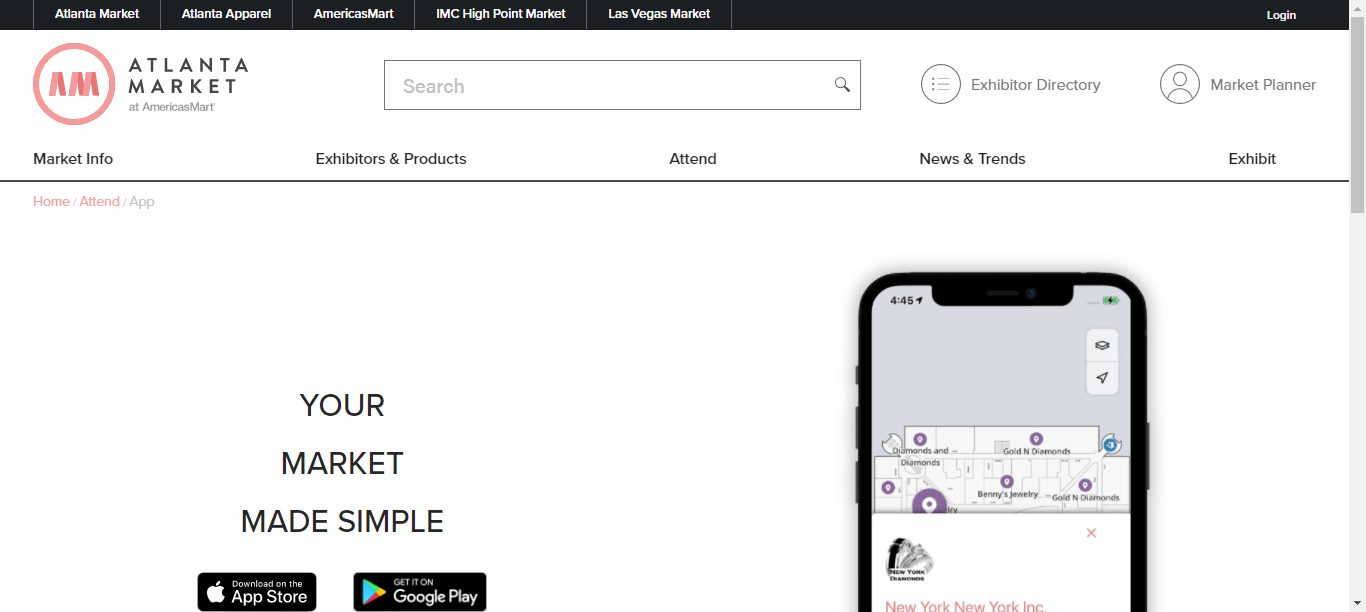 Atlanta Market
Atlanta Apparel
AmericasMart
IMC High Point Market
Las Vegas Market
Login
ATLANTA
MARKET
at AmericasMart
Search
Exhibitor Directory
Market Planner
Market Info
Exhibitors & Products
Attend
News & Trends
Exhibit
Home / Attend / App
YOUR
MARKET
MADE SIMPLE
Download on the
App Store
GET IT ON
Google Play
4:45
Diamonds and
Diamonds
Gold N Diamonds
Benny's Jewelry
Gold N Diamonds
NEW YORK
DIAMONDS
New York New York Inc.